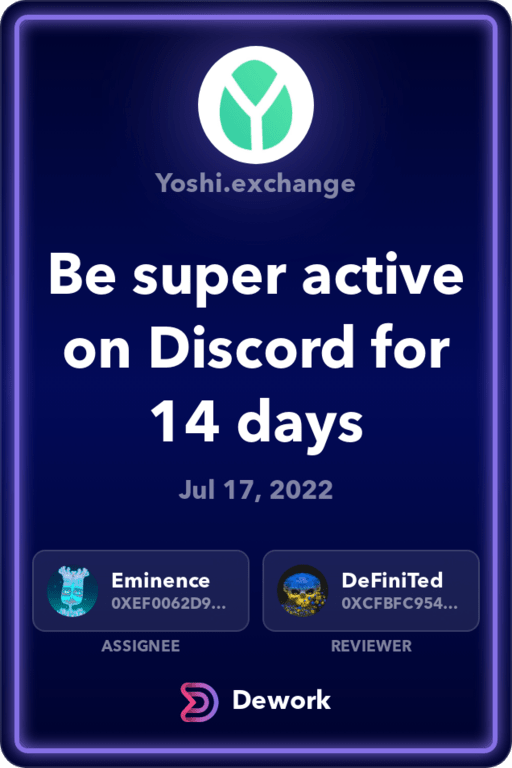 Yoshi.exchange
Be super active
on Discord for
14 days
Jul 17, 2022
Eminence
0XEF0062D9...
ASSIGNEE
DeFiniTed
0XCFBFC954...
REVIEWER
Dework